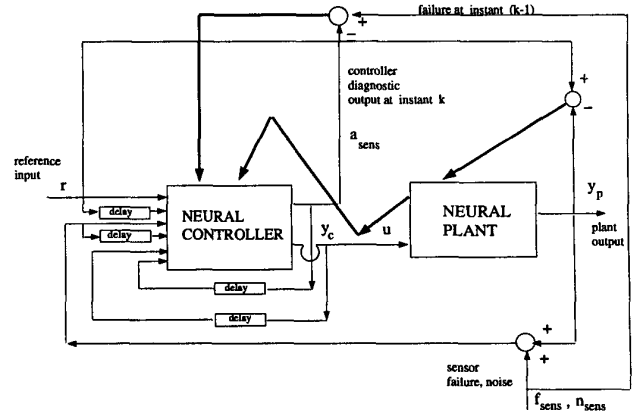 failure at instant (k-1)
+
−
controller
diagnostic
output at instant k
a sens
+
−
reference
input
r
delay
delay
NEURAL
CONTROLLER
y c
u
NEURAL
PLANT
y p
plant
output
delay
delay
+
+
sensor
failure, noise
f sens , n sens